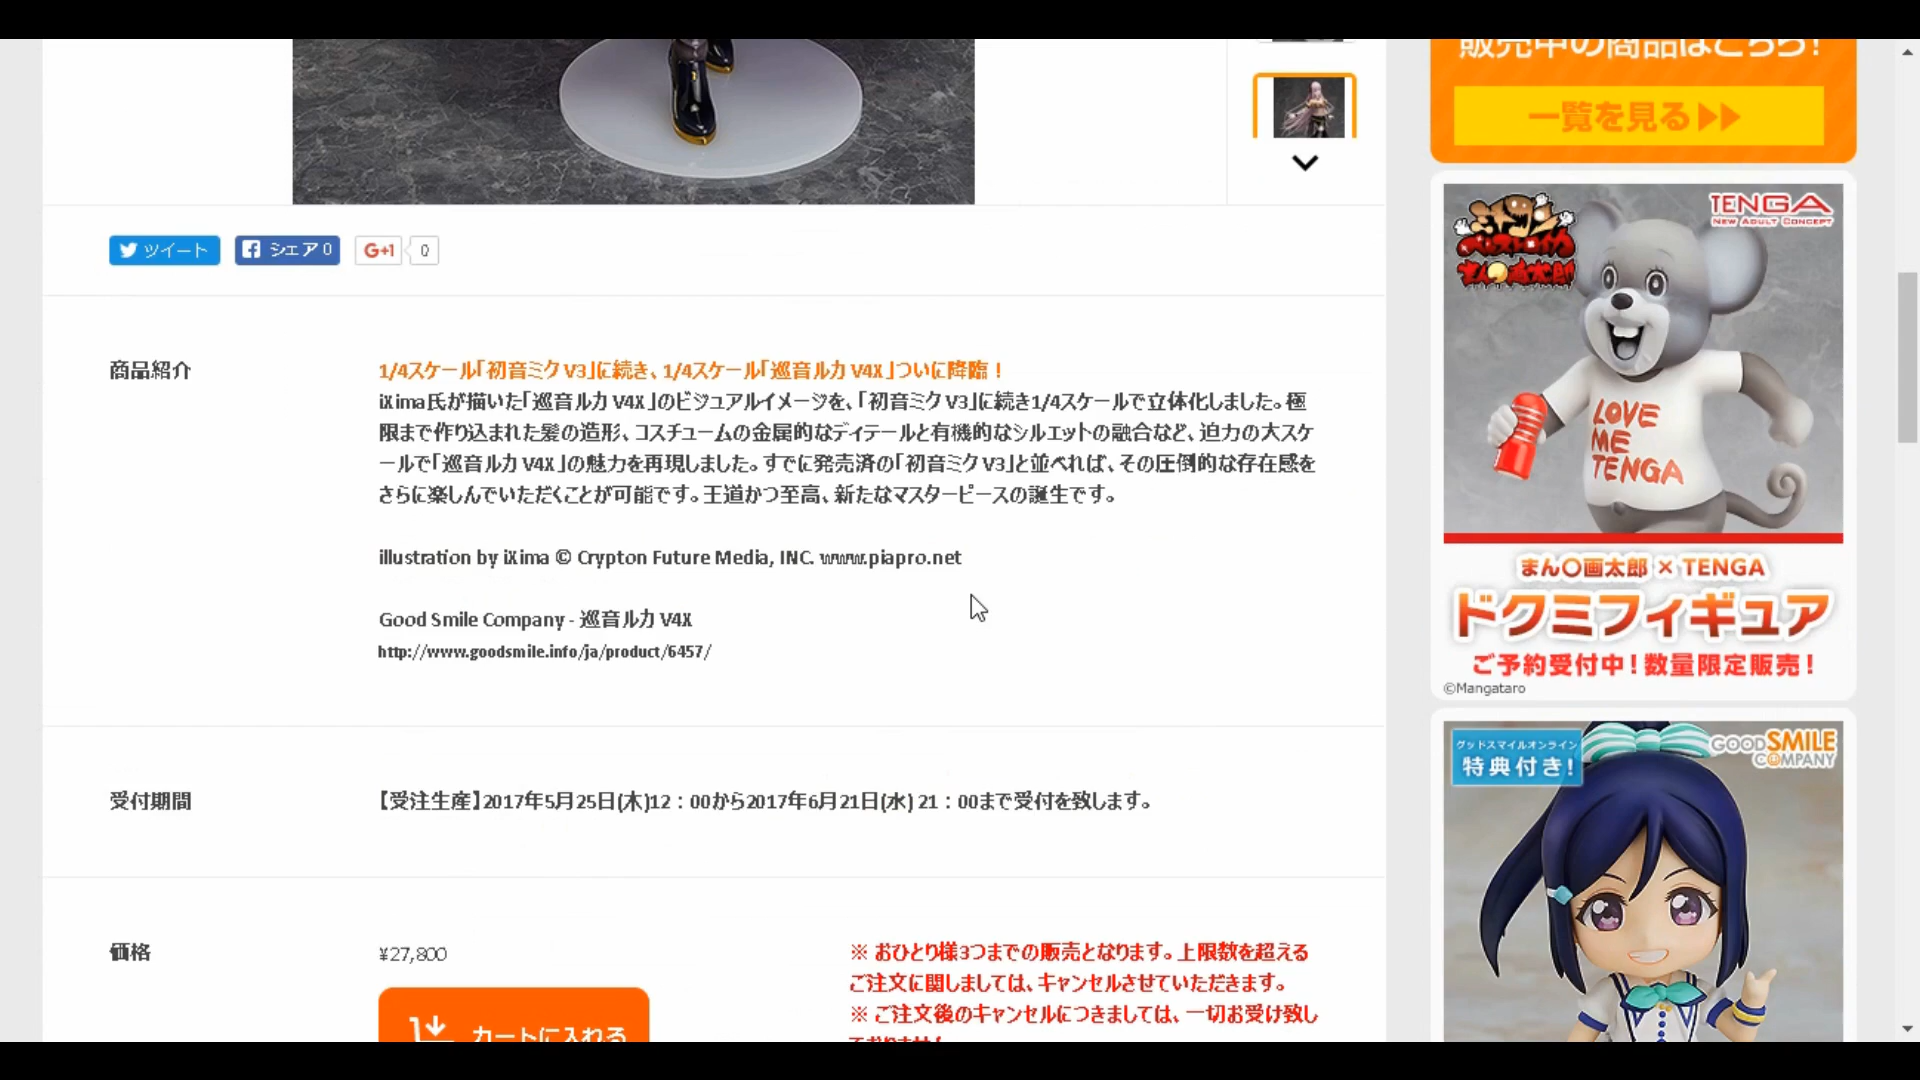 ツイート
シェア 0
G+1
0
商品紹介
1/4スケール「初音ミク V3」に続き、1/4スケール「巡音ルカ V4X」ついに降臨！
iXima氏が描いた「巡音ルカ V4X」のビジュアルイメージを、「初音ミク V3」に続き1/4スケールで立体化しました。極
限まで作り込まれた髪の造形、コスチュームの金属的なディテールと有機的なシルエットの融合など、迫力の大スケ
ールで「巡音ルカ V4X」の魅力を再現しました。すでに発売済の「初音ミク V3」と並べれば、その圧倒的な存在感を
さらに楽しんでいただくことが可能です。王道かつ至高、新たなマスターピースの誕生です。
illustration by iXima © Crypton Future Media, INC. www.piapro.net
Good Smile Company - 巡音ルカ V4X
http://www.goodsmile.info/ja/product/6457/
受付期間
【受注生産】2017年5月25日(木)12：00から2017年6月21日(水) 21：00まで受付を致します。
価格
¥27,800
カートに入れる
※ おひとり様3つまでの販売となります。上限数を超える
ご注文に関しましては、キャンセルさせていただきます。
※ ご注文後のキャンセルにつきましては、一切お受け致し
ておりません
販売中の商品はこちら！
一覧を見る▶▶
TENGA
NEW ADULT CONCEPT
LOVE
ME
TENGA
まん〇画太郎 × TENGA
ドクミフィギュア
ご予約受付中！数量限定販売！
©Mangataro
グッドスマイルオンライン
特典付き！
GOOD SMILE
COMPANY